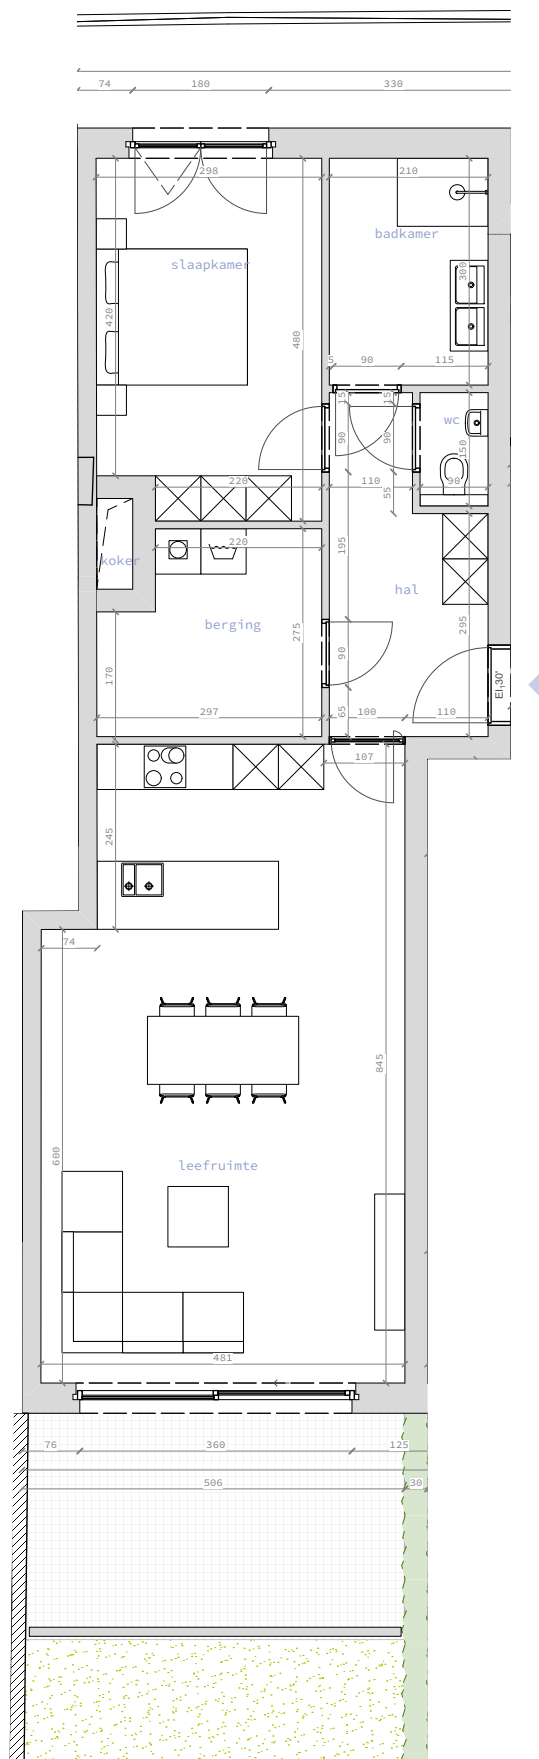 74 180 330
298 210
badkamer
slaapkamer
300
420
480
5 90 115
15 15
wc
90 90 150
220 110 90
55
220
195
koker
hal
berging
275 295
90
170
EI,30'
65
297 100 110
107
245
74
845
600
leefruimte
481
76 360 125
506 30